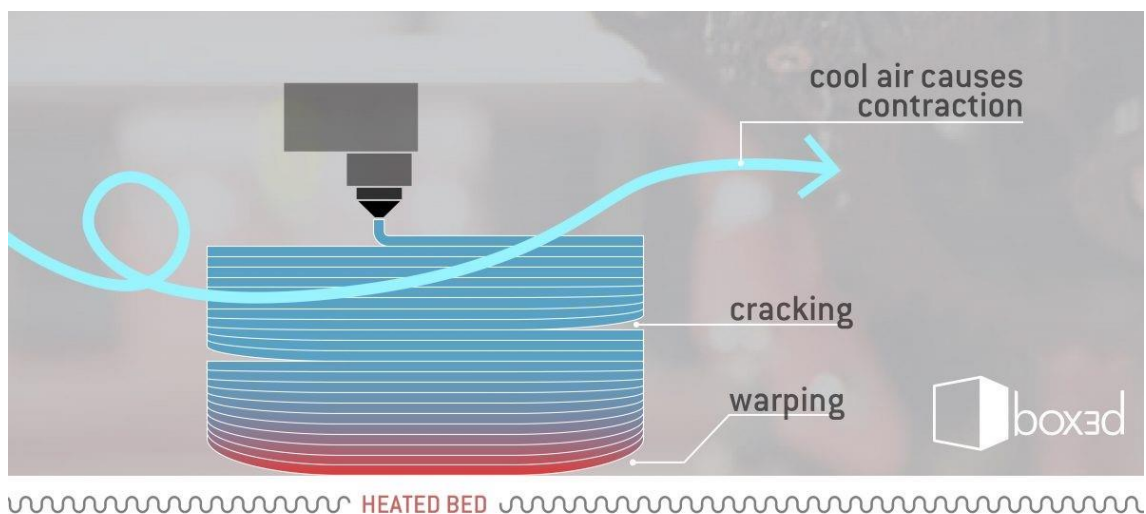 cool air causes
contraction
cracking
warping
box3d
HEATED BED